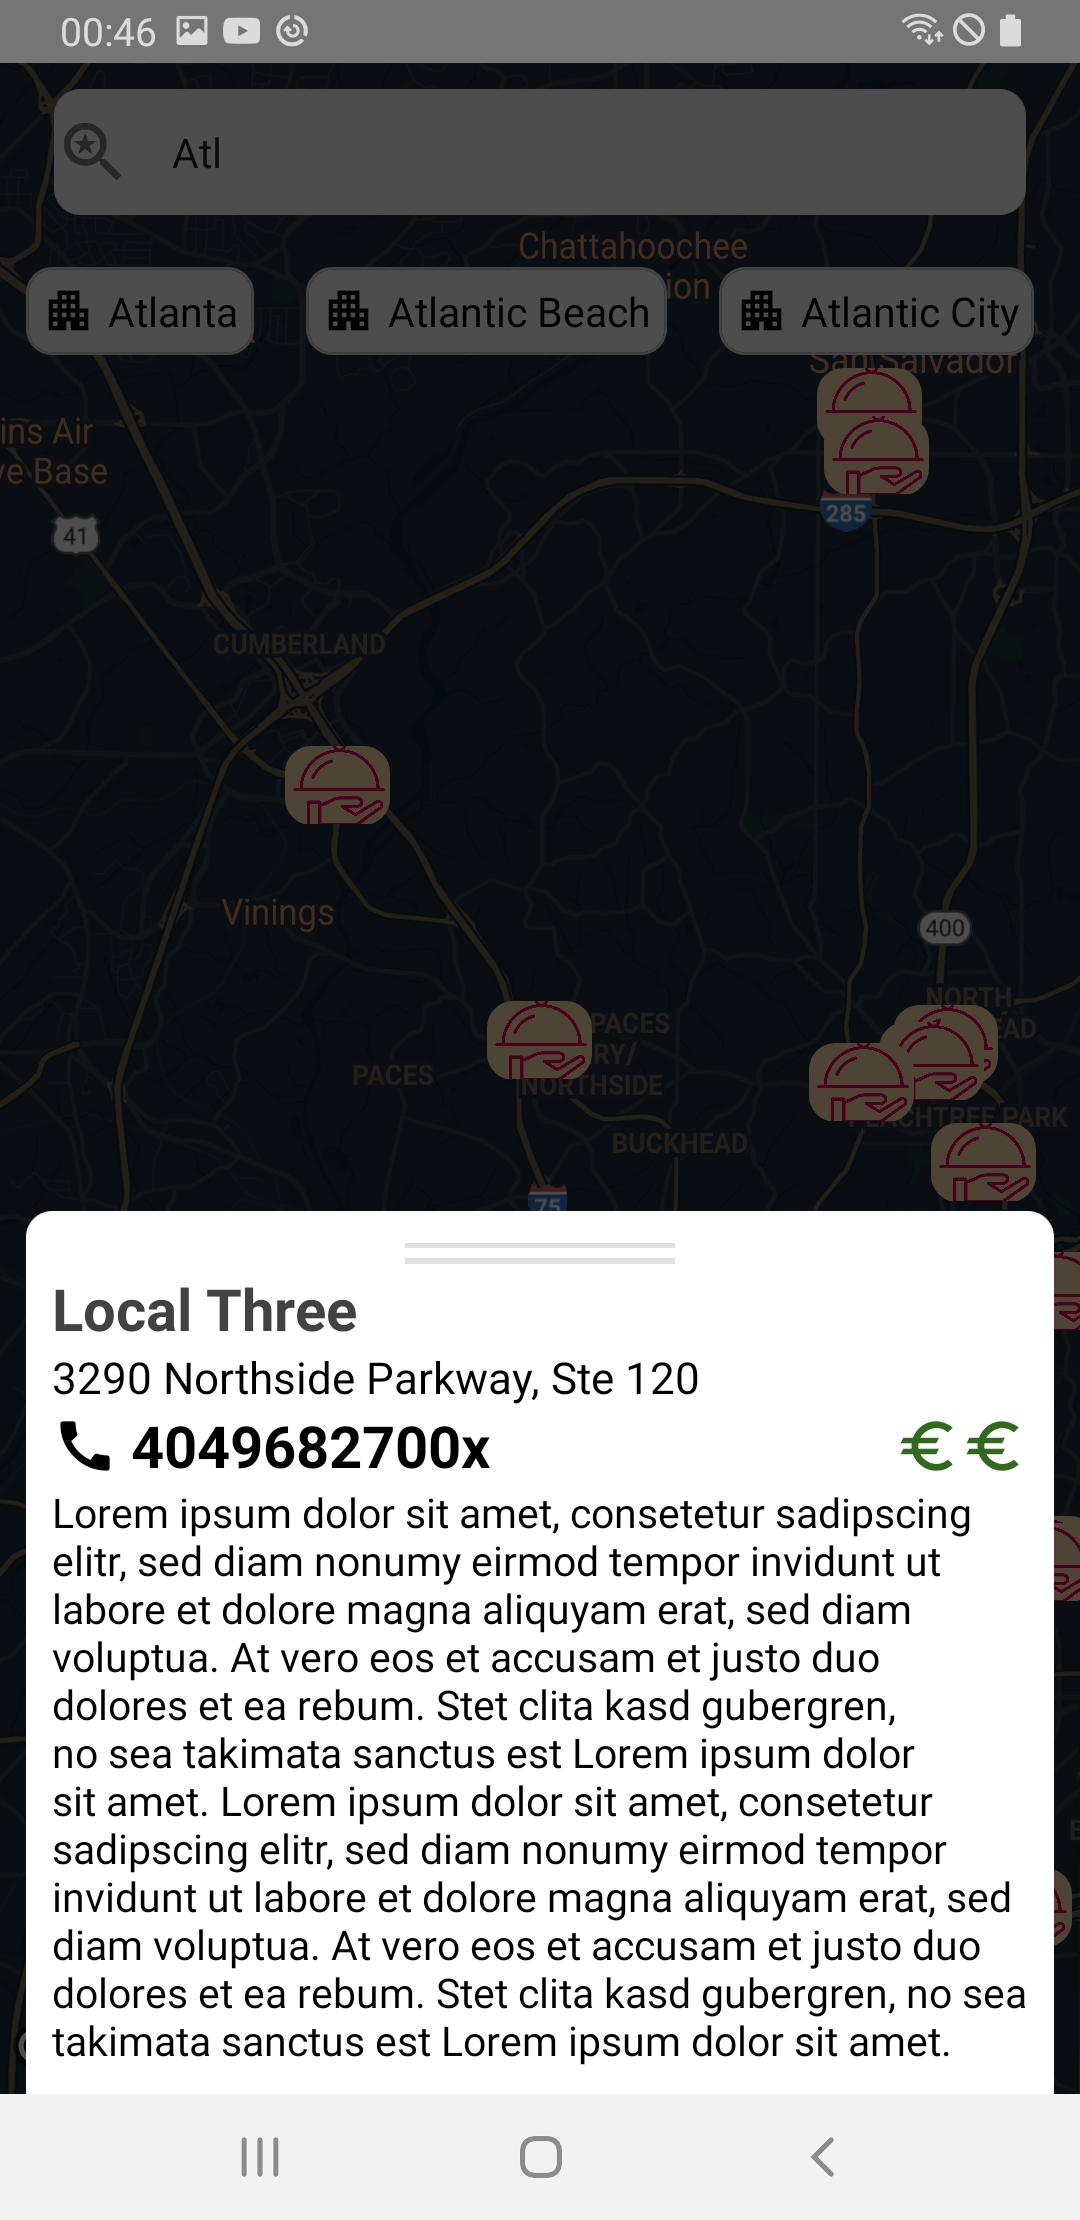 00:46
Atl
Chattahoochee
ion
Atlanta
Atlantic Beach
Atlantic City
San Salvador
ins Air
ve Base
41
285
CUMBERLAND
Vinings
400
NORTH
EAD
PACES
RY/
NORTHSIDE
PACES
CHTREE PARK
BUCKHEAD
75
Local Three
3290 Northside Parkway, Ste 120
4049682700x
€€
Lorem ipsum dolor sit amet, consetetur sadipscing
elitr, sed diam nonumy eirmod tempor invidunt ut
labore et dolore magna aliquyam erat, sed diam
voluptua. At vero eos et accusam et justo duo
dolores et ea rebum. Stet clita kasd gubergren,
no sea takimata sanctus est Lorem ipsum dolor
sit amet. Lorem ipsum dolor sit amet, consetetur
sadipscing elitr, sed diam nonumy eirmod tempor
invidunt ut labore et dolore magna aliquyam erat, sed
diam voluptua. At vero eos et accusam et justo duo
dolores et ea rebum. Stet clita kasd gubergren, no sea
takimata sanctus est Lorem ipsum dolor sit amet.